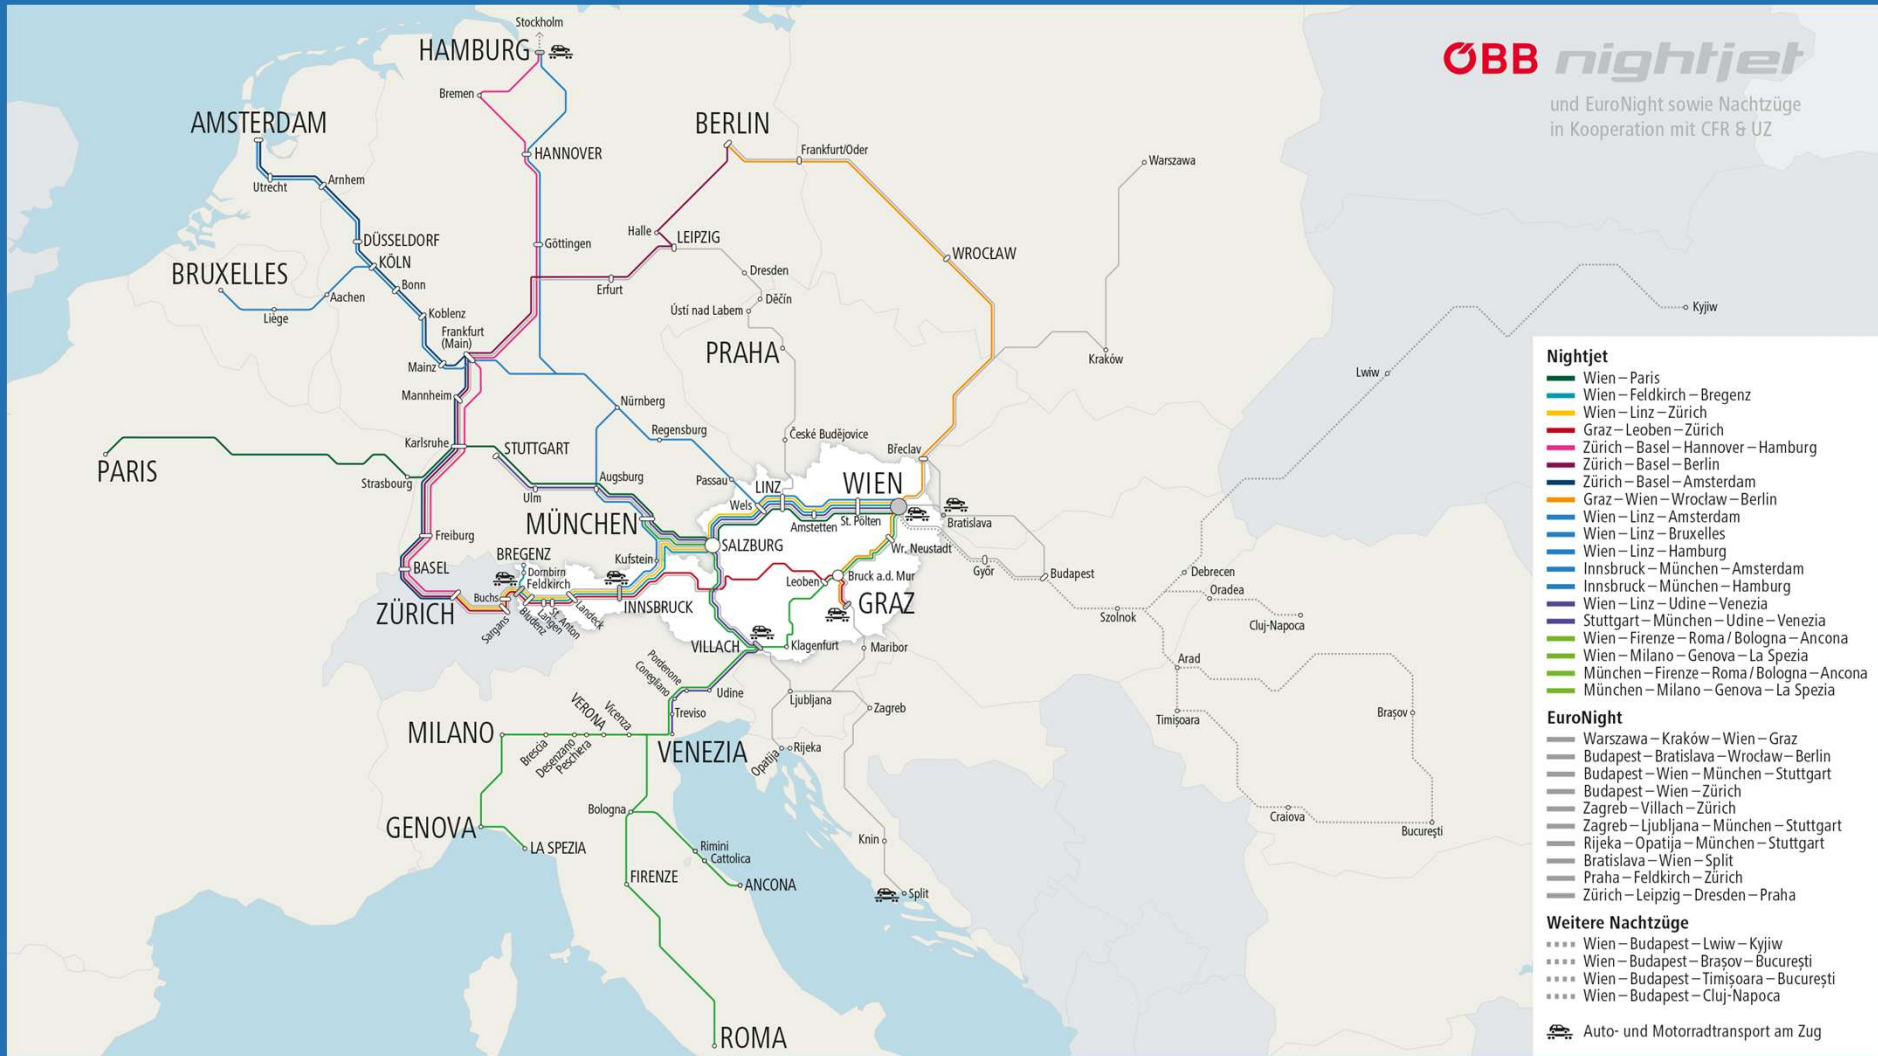 ÖBB nightjet
und EuroNight sowie Nachtzüge
in Kooperation mit CFR & UZ
Stockholm
HAMBURG
Bremen
AMSTERDAM
BERLIN
HANNOVER
Frankfurt/Oder
Warszawa
Utrecht
Arnhem
Halle
LEIPZIG
DÜSSELDORF
Göttingen
WROCŁAW
KÖLN
BRUXELLES
Bonn
Aachen
Liège
Erfurt
Dresden
Děčín
Ústí nad Labem
Koblenz
Frankfurt
(Main)
Mainz
PRAHA
Kraków
Kyjiw
Lwiw
Mannheim
Nürnberg
Karlsruhe
STUTTGART
Regensburg
České Budějovice
Břeclav
PARIS
Strasbourg
Ulm
Augsburg
Passau
LINZ
WIEN
Wels
MÜNCHEN
Amstetten
St. Pölten
Bratislava
Freiburg
SALZBURG
Wr. Neustadt
BREGENZ
Kufstein
BASEL
Dornbirn
Feldkirch
Győr
Budapest
Debrecen
Leoben
Bruck a.d. Mur
Oradea
Buchs
ZÜRICH
Sargans
Bludenz
Langen
St. Anton
Landeck
INNSBRUCK
GRAZ
Szolnok
Cluj-Napoca
VILLACH
Klagenfurt
Maribor
Arad
Pordenone
Conegliano
Udine
Ljubljana
Zagreb
Treviso
Timişoara
Braşov
MILANO
Brescia
Desenzano
Peschiera
VERONA
Vicenza
VENEZIA
Opatija
Rijeka
Bologna
Craiova
Bucureşti
GENOVA
LA SPEZIA
Rimini
Cattolica
Knin
FIRENZE
ANCONA
Split
ROMA
Nightjet
Wien – Paris
Wien – Feldkirch – Bregenz
Wien – Linz – Zürich
Graz – Leoben – Zürich
Zürich – Basel – Hannover – Hamburg
Zürich – Basel – Berlin
Zürich – Basel – Amsterdam
Graz – Wien – Wrocław – Berlin
Wien – Linz – Amsterdam
Wien – Linz – Bruxelles
Wien – Linz – Hamburg
Innsbruck – München – Amsterdam
Innsbruck – München – Hamburg
Wien – Linz – Udine – Venezia
Stuttgart – München – Udine – Venezia
Wien – Firenze – Roma / Bologna – Ancona
Wien – Milano – Genova – La Spezia
München – Firenze – Roma / Bologna – Ancona
München – Milano – Genova – La Spezia
EuroNight
Warszawa – Kraków – Wien – Graz
Budapest – Bratislava – Wrocław – Berlin
Budapest – Wien – München – Stuttgart
Budapest – Wien – Zürich
Zagreb – Villach – Zürich
Zagreb – Ljubljana – München – Stuttgart
Rijeka – Opatija – München – Stuttgart
Bratislava – Wien – Split
Praha – Feldkirch – Zürich
Zürich – Leipzig – Dresden – Praha
Weitere Nachtzüge
Wien – Budapest – Lwiw – Kyjiw
Wien – Budapest – Braşov – Bucureşti
Wien – Budapest – Timişoara – Bucureşti
Wien – Budapest – Cluj-Napoca
Auto- und Motorradtransport am Zug